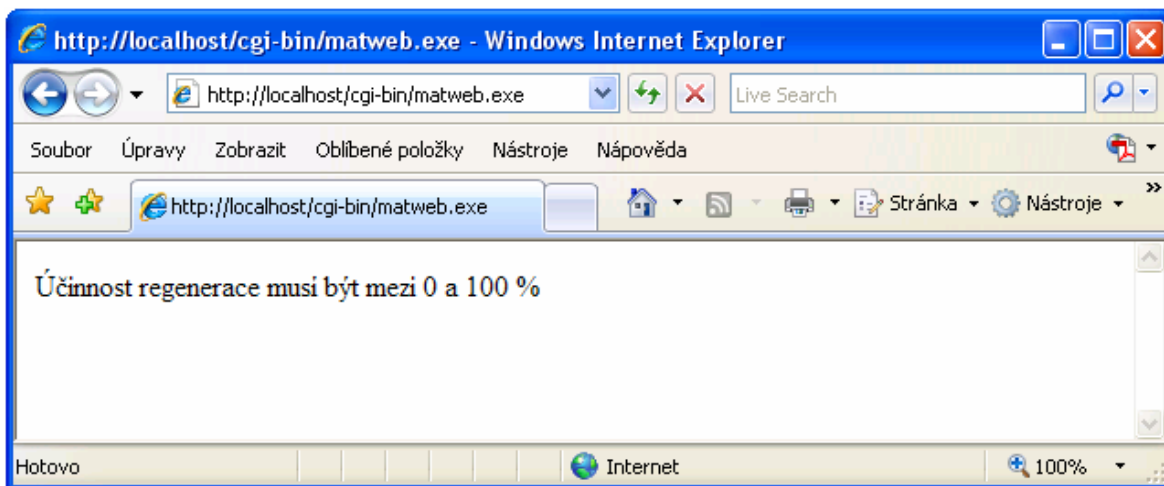 http://localhost/cgi-bin/matweb.exe - Windows Internet Explorer
http://localhost/cgi-bin/matweb.exe Live Search
Soubor Úpravy Zobrazit Oblíbené položky Nástroje Nápověda
http://localhost/cgi-bin/matweb.exe Stránka Nástroje »
Účinnost regenerace musí být mezi 0 a 100 %
Hotovo Internet 100%